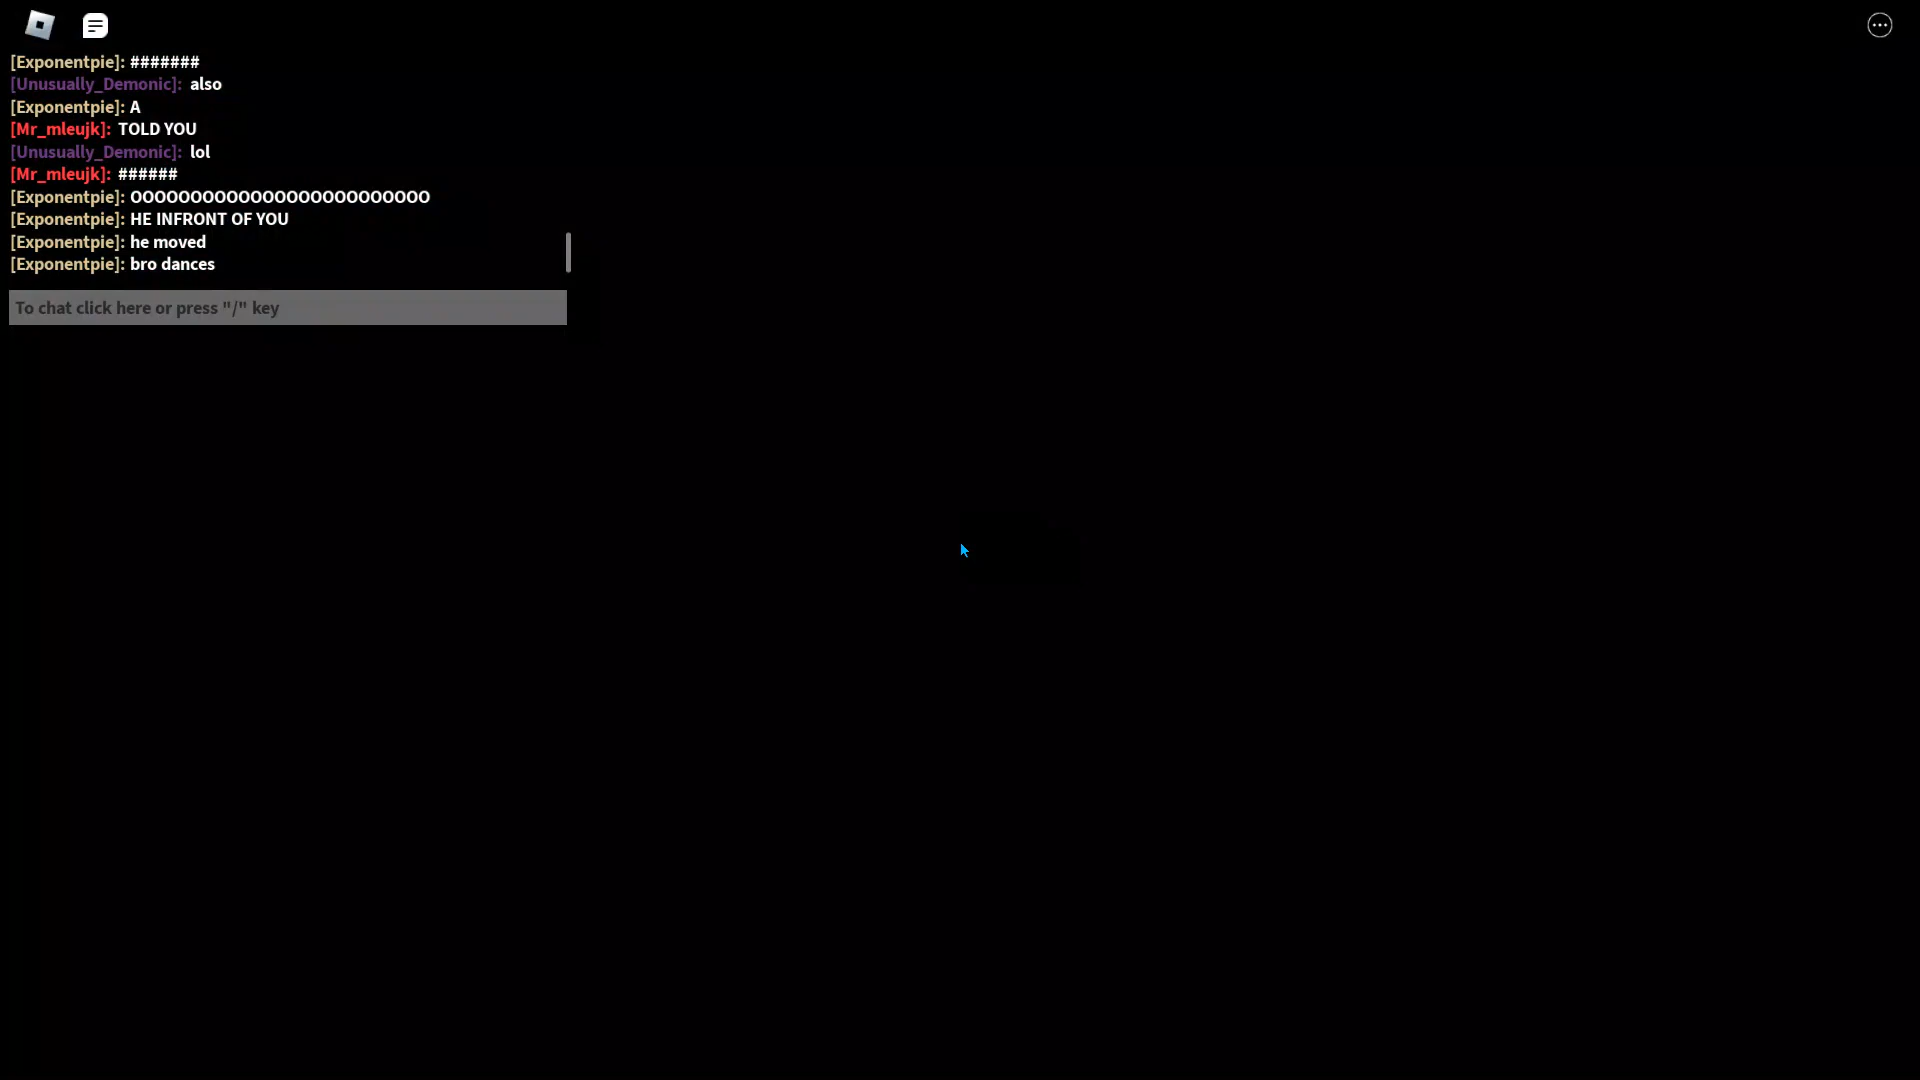 [Exponentpie]: #######
[Unusually_Demonic]: also
[Exponentpie]: A
[Mr_mleujk]: TOLD YOU
[Unusually_Demonic]: lol
[Mr_mleujk]: ######
[Exponentpie]: OOOOOOOOOOOOOOOOOOOOOOOOO
[Exponentpie]: HE INFRONT OF YOU
[Exponentpie]: he moved
[Exponentpie]: bro dances
To chat click here or press "/" key